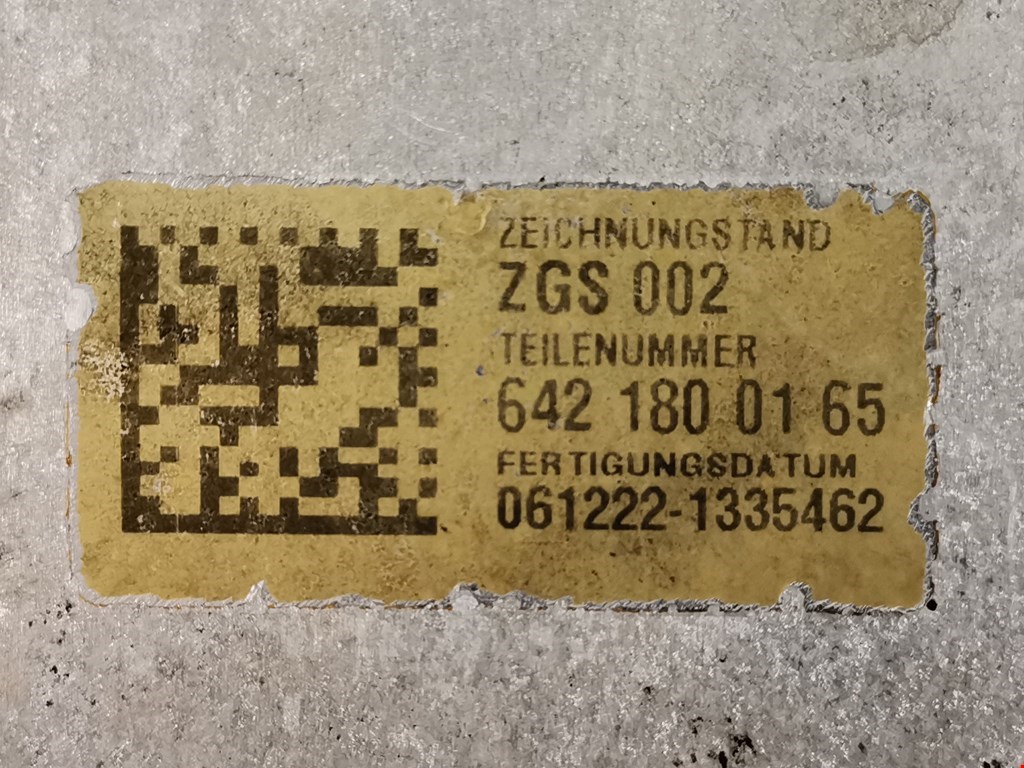 ZEICHNUNGSTAND
ZGS 002
TEILENUMMER
642 180 01 65
FERTIGUNGSDATUM
061222-1335462